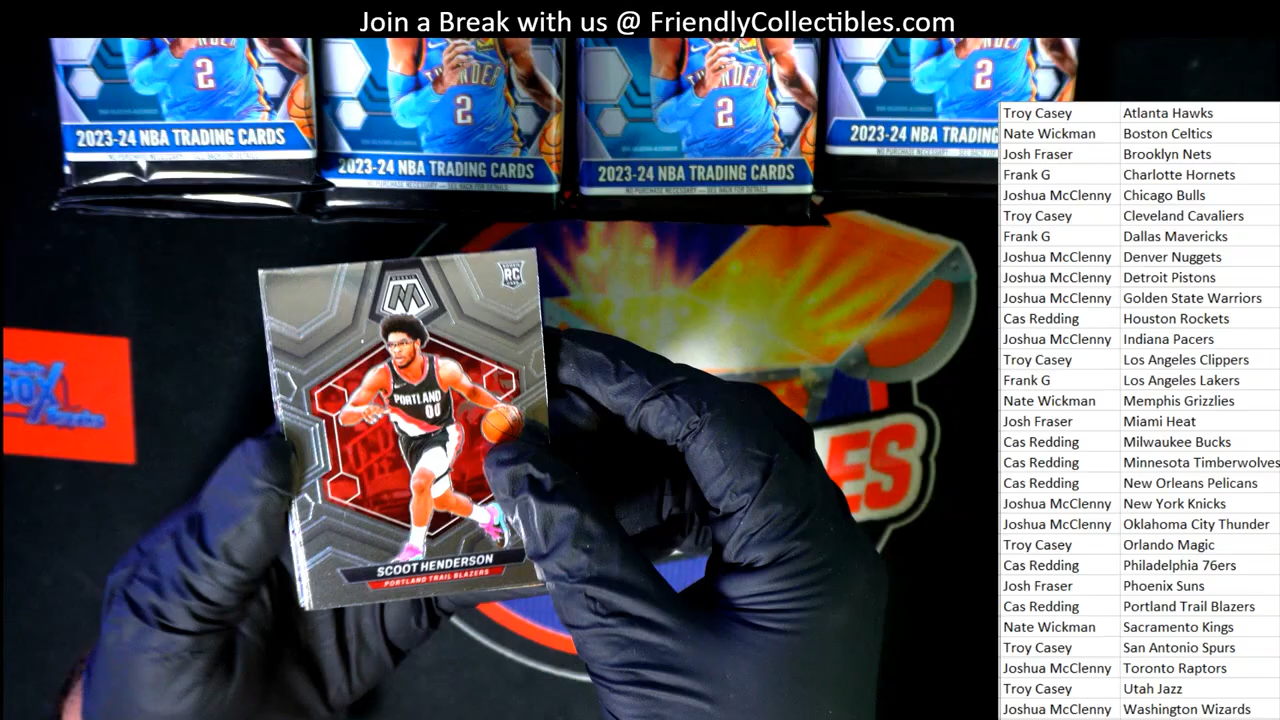 Join a Break with us @ FriendlyCollectibles.com
2
2
2
2
2023-24 NBA TRADING CARDS
2023-24 NBA TRADING CARDS
2023-24 NBA TRADING CARDS
2023-24 NBA TRADING
MOSAIC
M
RC
PORTLAND
00
SCOOT HENDERSON
PORTLAND TRAIL BLAZERS
BOX
ES
Troy Casey Atlanta Hawks
Nate Wickman Boston Celtics
Josh Fraser Brooklyn Nets
Frank G Charlotte Hornets
Joshua McClenny Chicago Bulls
Troy Casey Cleveland Cavaliers
Frank G Dallas Mavericks
Joshua McClenny Denver Nuggets
Joshua McClenny Detroit Pistons
Joshua McClenny Golden State Warriors
Cas Redding Houston Rockets
Joshua McClenny Indiana Pacers
Troy Casey Los Angeles Clippers
Frank G Los Angeles Lakers
Nate Wickman Memphis Grizzlies
Josh Fraser Miami Heat
Cas Redding Milwaukee Bucks
Cas Redding Minnesota Timberwolves
Cas Redding New Orleans Pelicans
Joshua McClenny New York Knicks
Joshua McClenny Oklahoma City Thunder
Troy Casey Orlando Magic
Cas Redding Philadelphia 76ers
Josh Fraser Phoenix Suns
Cas Redding Portland Trail Blazers
Nate Wickman Sacramento Kings
Troy Casey San Antonio Spurs
Joshua McClenny Toronto Raptors
Troy Casey Utah Jazz
Joshua McClenny Washington Wizards